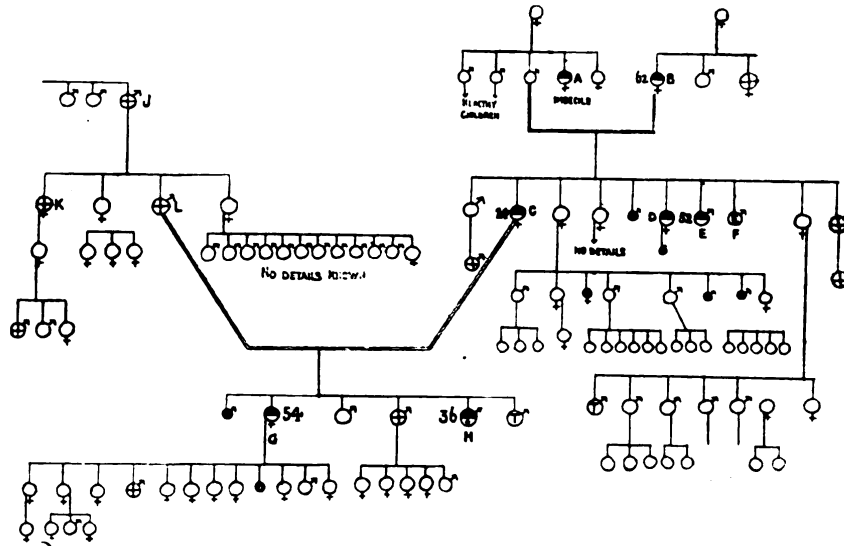 A
62 B
HEALTHY
CHILDREN
IMBECILE
J
K
L
20 C
D
52
E
F
NO DETAILS
NO DETAILS KNOWN
54
G
36
H